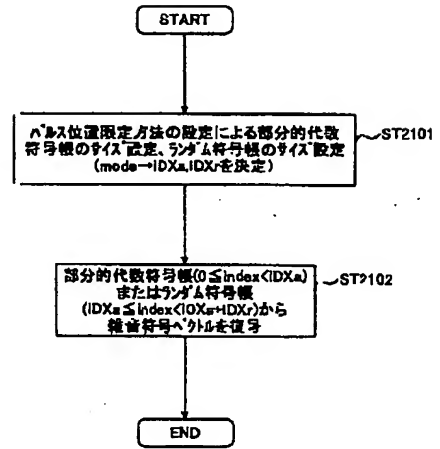 START
パルス位置限定方法の設定による部分的代数
符号帳のサイズ設定、ランダム符号帳のサイズ設定
(mode→IDXa,IDXrを決定)
ST2101
部分的代数符号帳(0≦index<IDXa)
またはランダム符号帳
(IDXa≦index<IDXa+IDXr)から
雑音符号ベクトルを復号
ST2102
END